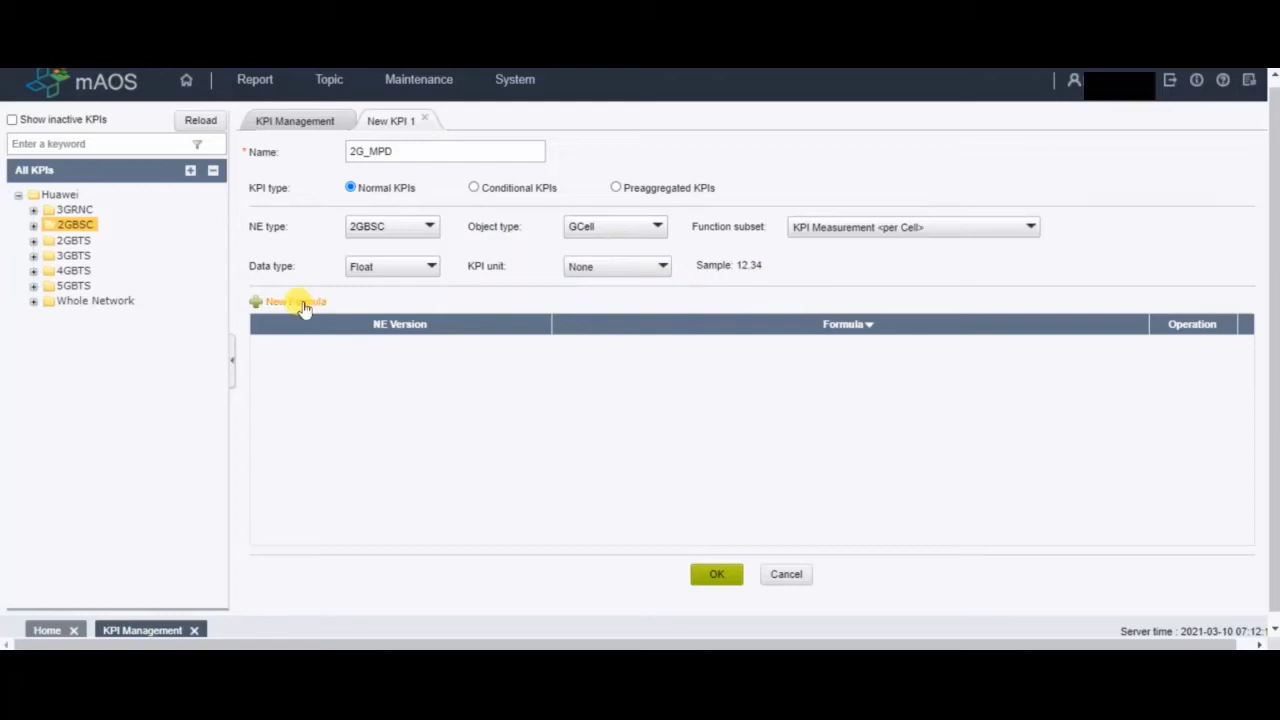 mAOS
Report Topic Maintenance System
Show inactive KPIs Reload
Enter a keyword
All KPIs
Huawei
3GRNC
2GBSC
2GBTS
3GBTS
4GBTS
5GBTS
Whole Network
KPI Management New KPI 1
* Name: 2G_MPD
KPI type: Normal KPIs Conditional KPIs Preaggregated KPIs
NE type: 2GBSC Object type: GCell Function subset: KPI Measurement <per Cell>
Data type: Float KPI unit: None Sample: 12.34
New Formula
NE Version Formula Operation
OK Cancel
Home KPI Management
Server time : 2021-03-10 07:12:1